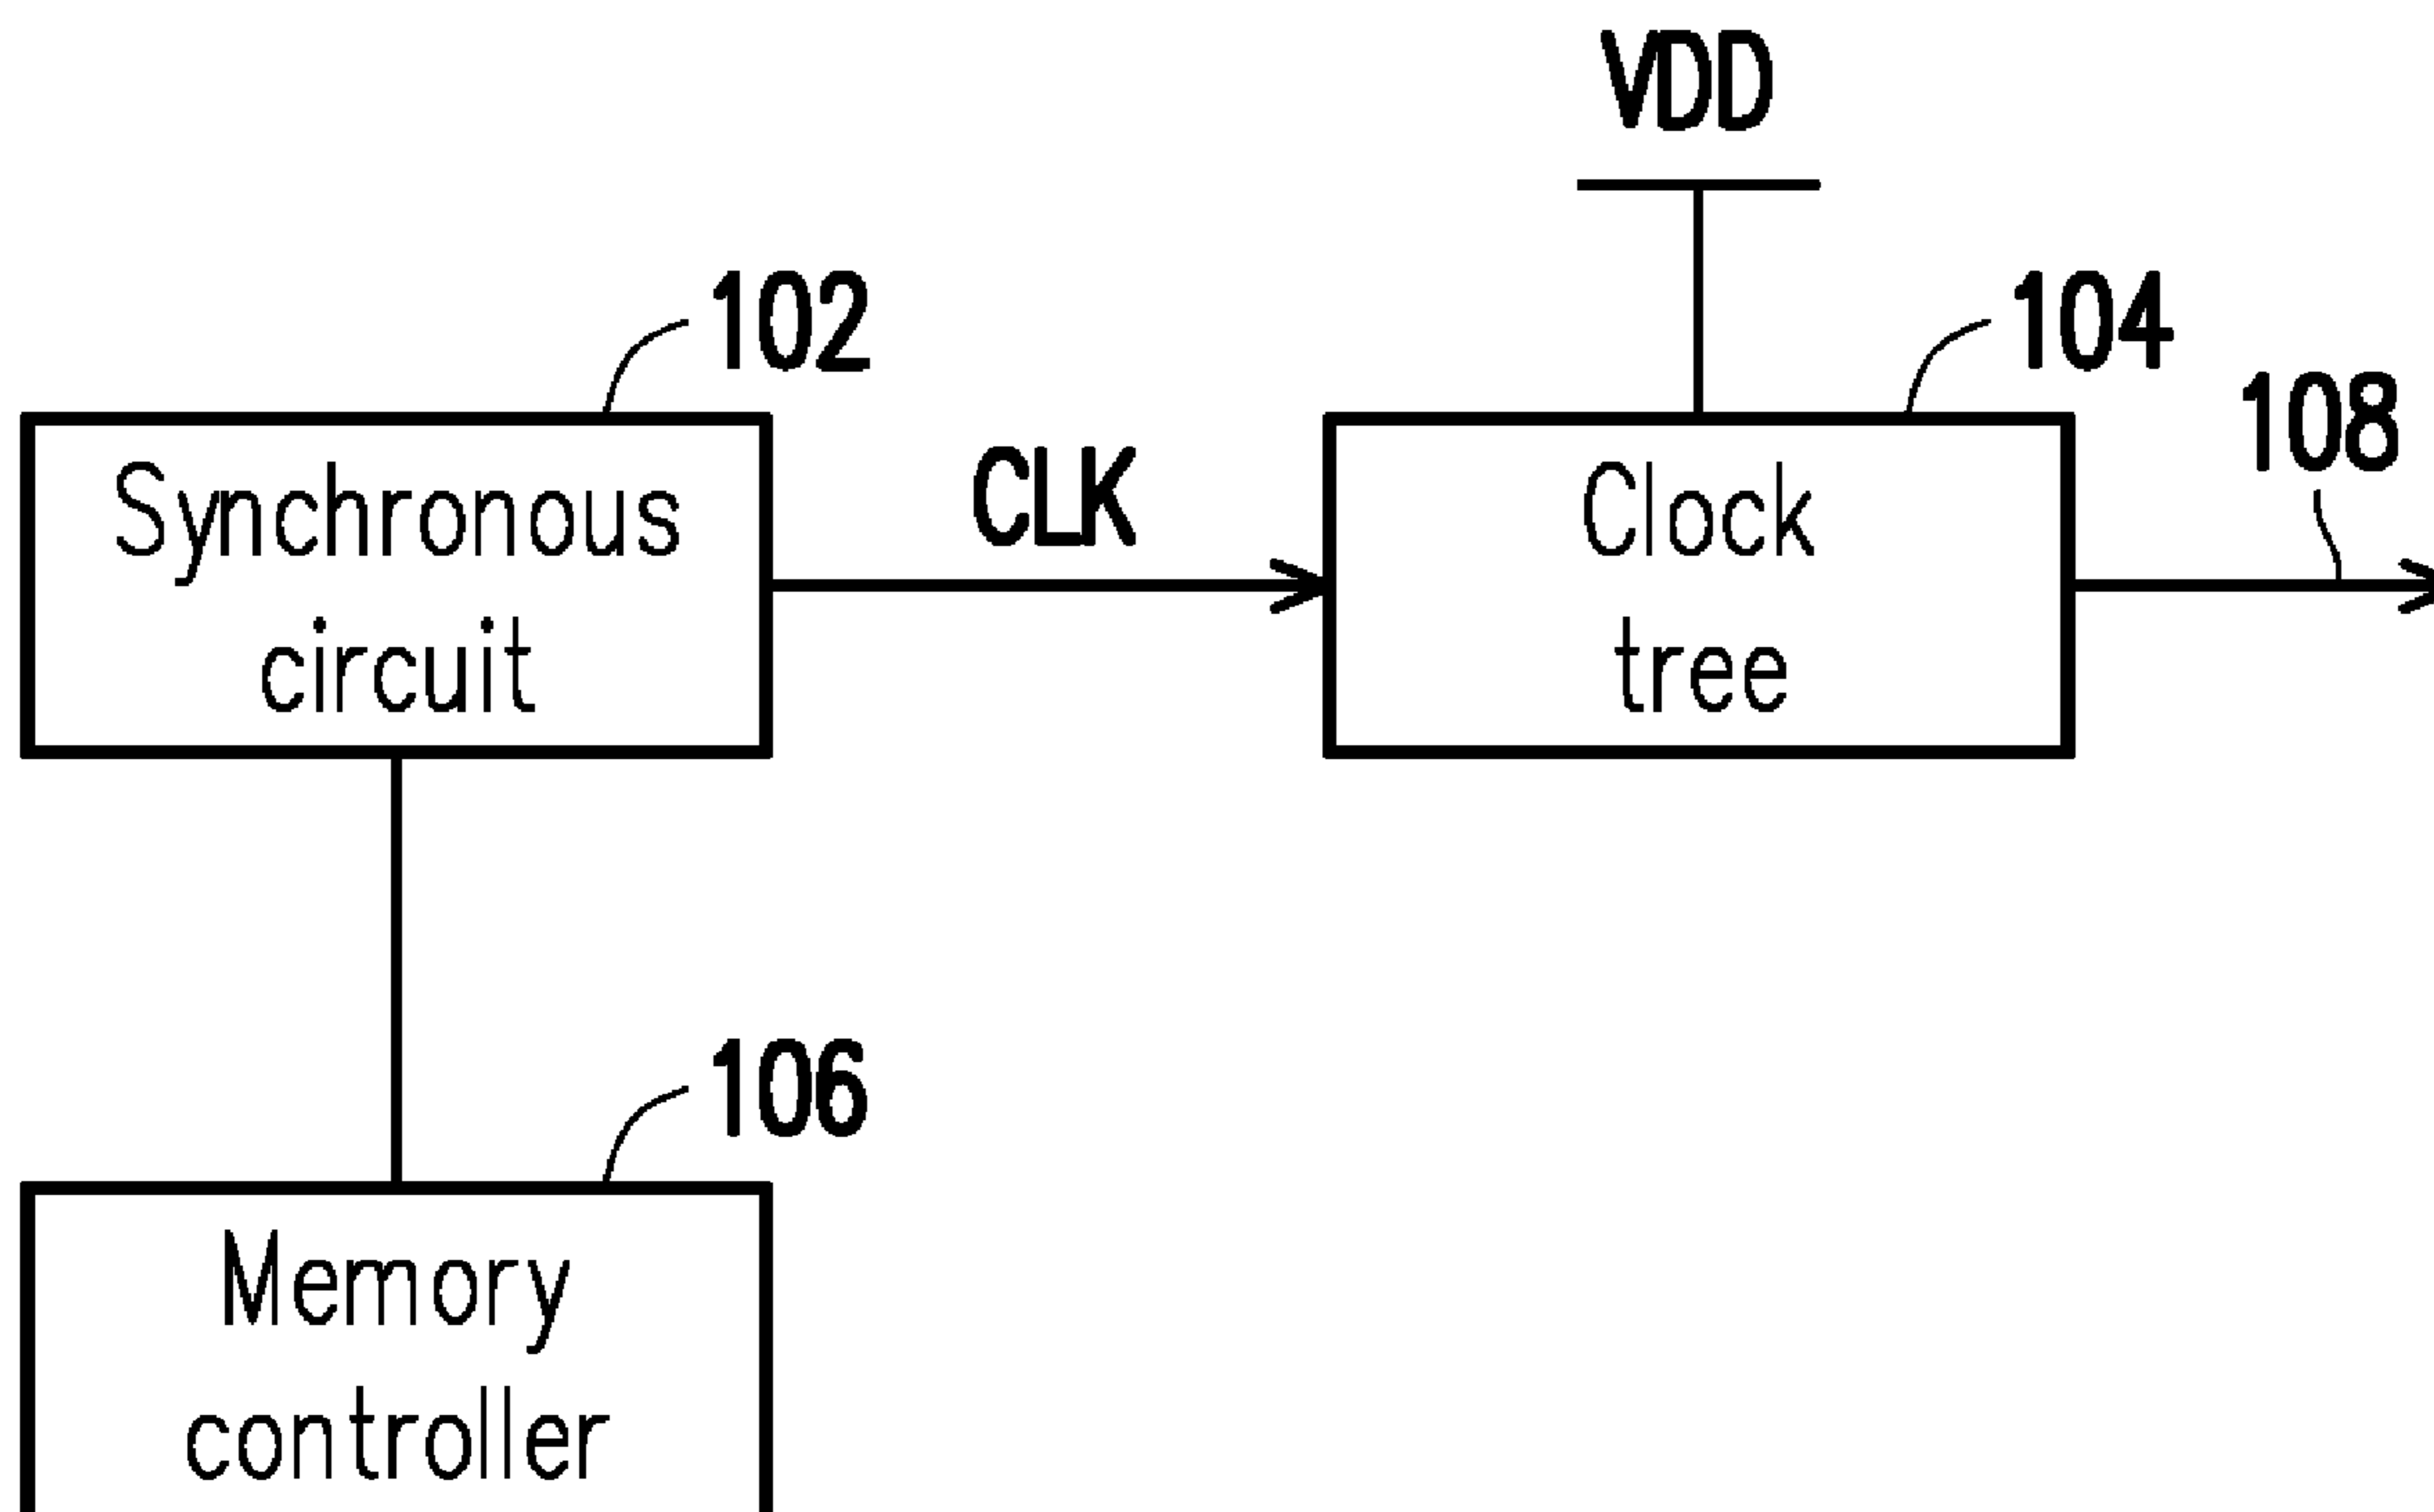 VDD
102
104
108
Synchronous
circuit
CLK
Clock
tree
106
Memory
controller